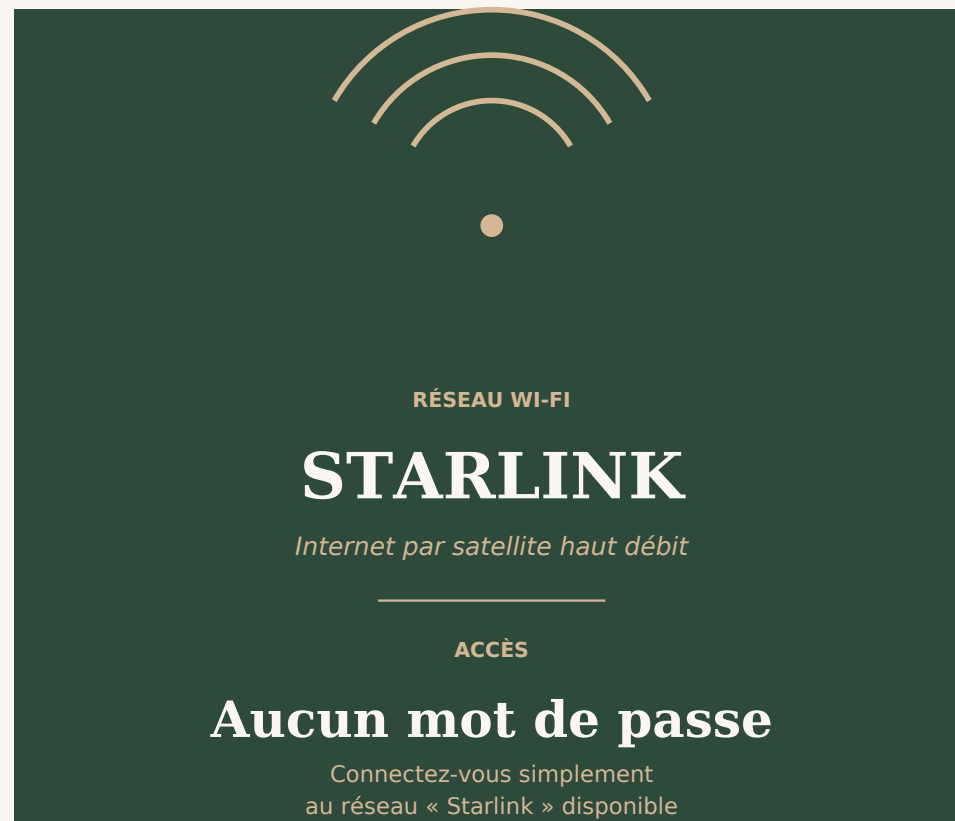 RÉSEAU WI-FI
STARLINK
Internet par satellite haut débit
ACCÈS
Aucun mot de passe
Connectez-vous simplement
au réseau « Starlink » disponible